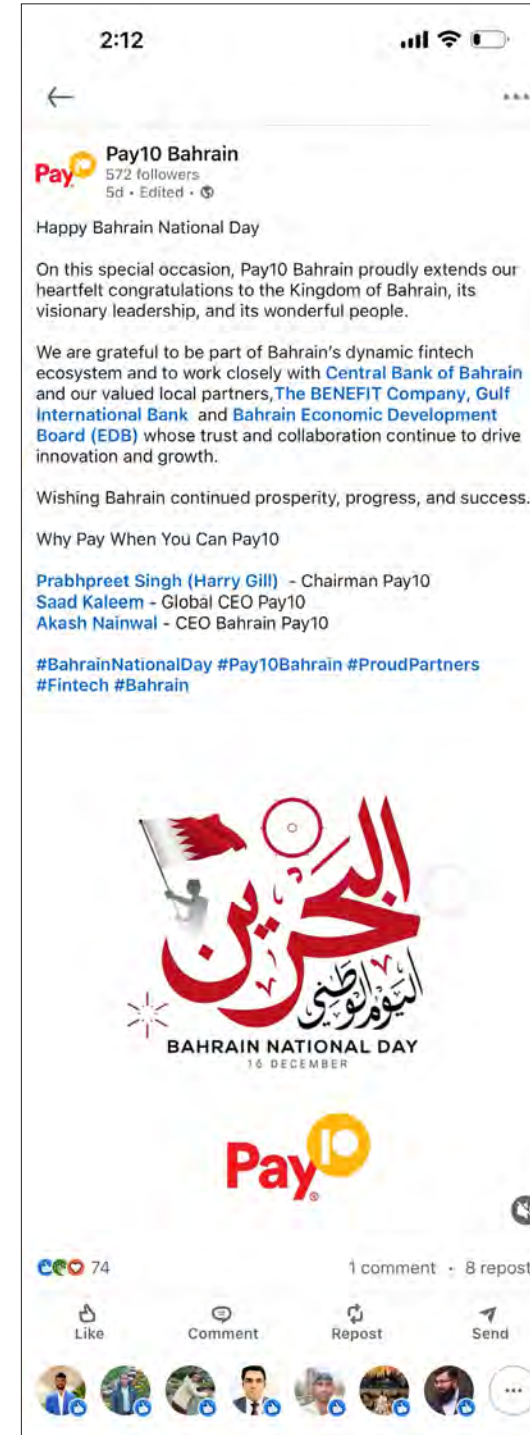 2:12
Pay10 Bahrain
572 followers
5d • Edited •
Happy Bahrain National Day
On this special occasion, Pay10 Bahrain proudly extends our
heartfelt congratulations to the Kingdom of Bahrain, its
visionary leadership, and its wonderful people.
We are grateful to be part of Bahrain's dynamic fintech
ecosystem and to work closely with Central Bank of Bahrain
and our valued local partners,The BENEFIT Company, Gulf
International Bank and Bahrain Economic Development
Board (EDB) whose trust and collaboration continue to drive
innovation and growth.
Wishing Bahrain continued prosperity, progress, and success.
Why Pay When You Can Pay10
Prabhpreet Singh (Harry Gill) - Chairman Pay10
Saad Kaleem - Global CEO Pay10
Akash Nainwal - CEO Bahrain Pay10
#BahrainNationalDay #Pay10Bahrain #ProudPartners
#Fintech #Bahrain
البحرين
اليوم الوطني
BAHRAIN NATIONAL DAY
16 DECEMBER
Pay10
74
1 comment • 8 repost
Like Comment Repost Send